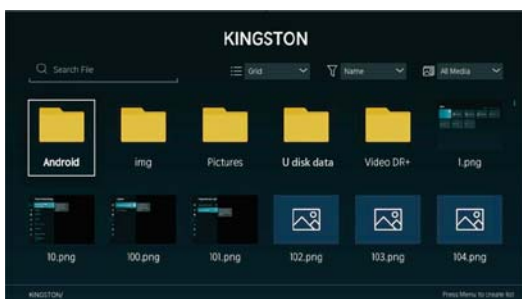 KINGSTON
Search File
Grid
Name
All Media
Android
img
Pictures
U disk data
Video DR+
1.png
10.png
100.png
101.png
102.png
103.png
104.png
KINGSTON/
Press Menu to create list